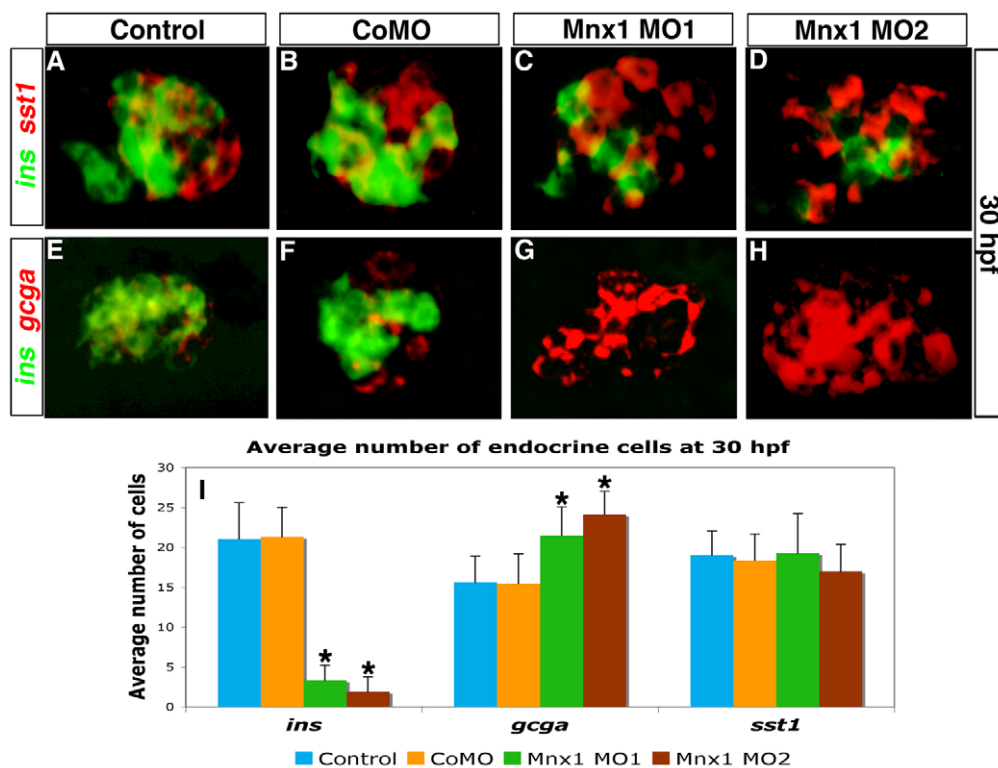 Control CoMO Mnx1 MO1 Mnx1 MO2
A B C D
ins sst1
E F G H
ins gcga
30 hpf
Average number of endocrine cells at 30 hpf
I
Average number of cells
30
25
20
15
10
5
0
* * * *
ins gcga sst1
Control CoMO Mnx1 MO1 Mnx1 MO2